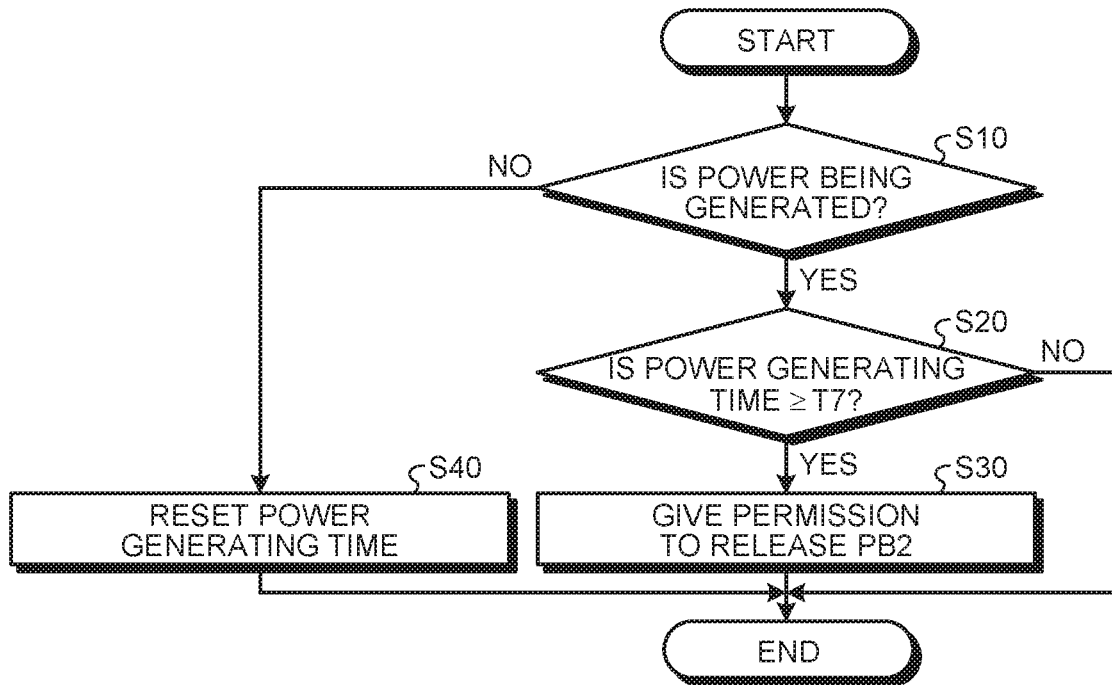 START
S10
NO
IS POWER BEING
GENERATED?
YES
S20
NO
IS POWER GENERATING
TIME ≥ T7?
YES
S40
S30
RESET POWER
GENERATING TIME
GIVE PERMISSION
TO RELEASE PB2
END